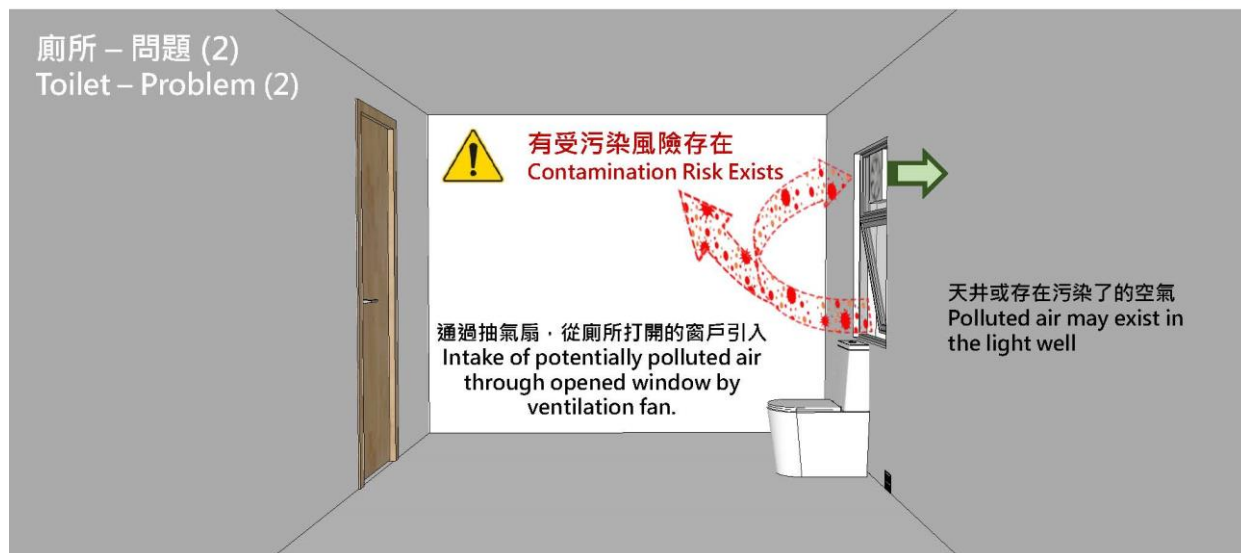 廁所 – 問題 (2)
Toilet – Problem (2)
有受污染風險存在
Contamination Risk Exists
通過抽氣扇，從廁所打開的窗戶引入
Intake of potentially polluted air
through opened window by
ventilation fan.
天井或存在污染了的空氣
Polluted air may exist in
the light well